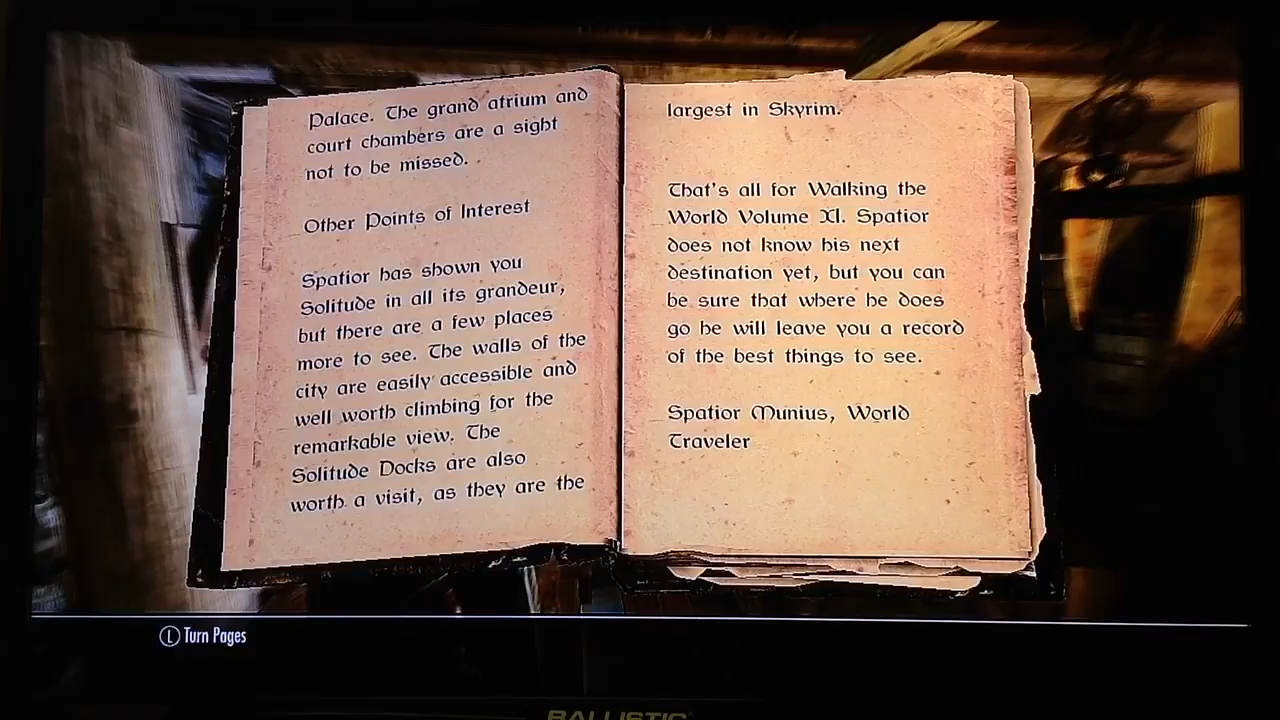 Palace. The grand atrium and
court chambers are a sight
not to be missed.
Other Points of Interest
Spatior has shown you
Solitude in all its grandeur,
but there are a few places
more to see. The walls of the
city are easily accessible and
well worth climbing for the
remarkable view. The
Solitude Docks are also
worth a visit, as they are the
largest in Skyrim.
That's all for Walking the
World Volume XI. Spatior
does not know his next
destination yet, but you can
be sure that where he does
go he will leave you a record
of the best things to see.
Spatior Munius, World
Traveler
L Turn Pages
BALLISTIC